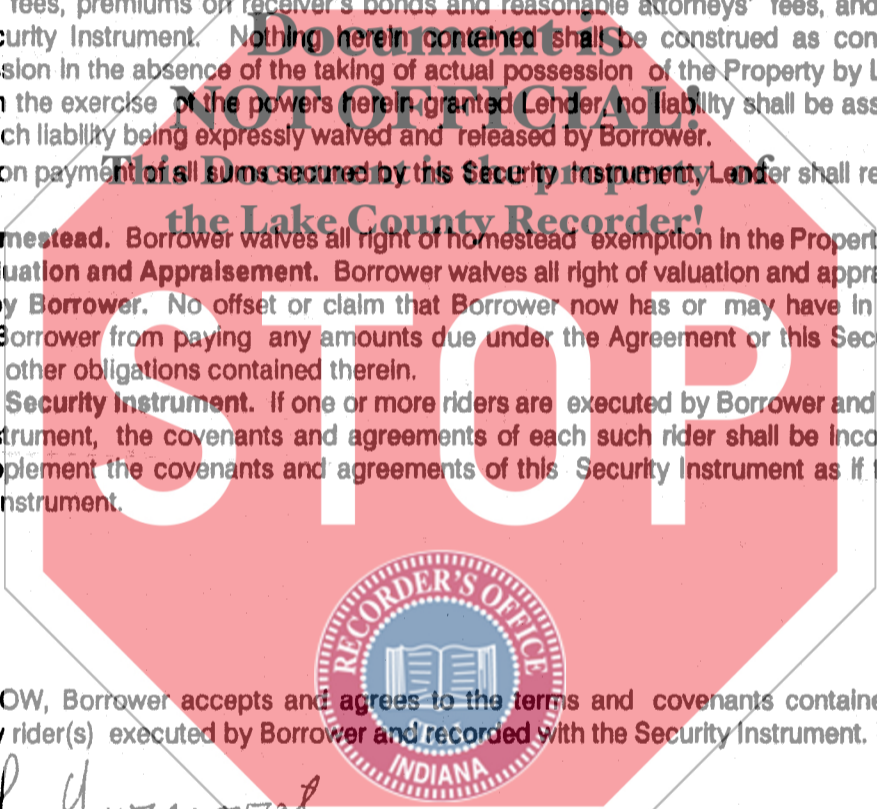 fees, premiums on receiver's bonds and reasonable attorneys' fees, and
curity Instrument. Nothing herein contained shall be construed as con
sion in the absence of the taking of actual possession of the Property by L
n the exercise of the powers herein granted Lender, no liability shall be ass
ch liability being expressly waived and released by Borrower.
on payment of all sums secured by this Security Instrument, Lender shall re
mestead. Borrower waives all right of homestead exemption in the Propert
luation and Appraisement. Borrower waives all right of valuation and appra
by Borrower. No offset or claim that Borrower now has or may have in
Borrower from paying any amounts due under the Agreement or this Secu
other obligations contained therein.
Security Instrument. If one or more riders are executed by Borrower and
trument, the covenants and agreements of each such rider shall be inco
pplement the covenants and agreements of this Security Instrument as if t
nstrument.
OW, Borrower accepts and agrees to the terms and covenants containe
y rider(s) executed by Borrower and recorded with the Security Instrument.
Document is
NOT OFFICIAL!
This Document is the property of
the Lake County Recorder!
STOP
RECORDER'S OFFICE
INDIANA